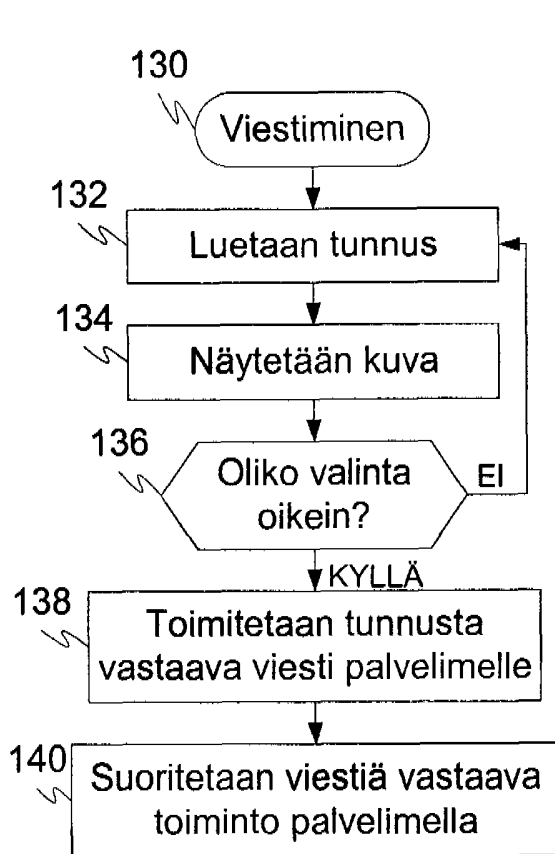 130
Viestiminen
132
Luetaan tunnus
134
Näytetään kuva
136
Oliko valinta
oikein?
EI
KYLLÄ
138
Toimitetaan tunnusta
vastaava viesti palvelimelle
140
Suoritetaan viestiä vastaava
toiminto palvelimella